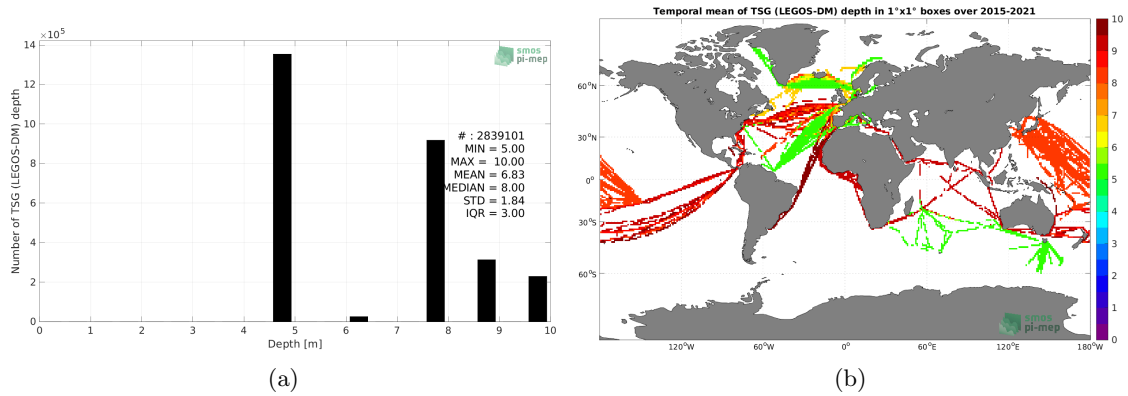 ×10⁵
14
12
10
8
6
4
2
0
Number of TSG (LEGOS-DM) depth
smos
pi-mep
# : 2839101
MIN = 5.00
MAX = 10.00
MEAN = 6.83
MEDIAN = 8.00
STD = 1.84
IQR = 3.00
0 1 2 3 4 5 6 7 8 9 10
Depth [m]
(a)
Temporal mean of TSG (LEGOS-DM) depth in 1°x1° boxes over 2015-2021
60°N
30°N
0°
30°S
60°S
120°W 60°W 0° 60°E 120°E 180°W
smos
pi-mep
10
9
8
7
6
5
4
3
2
1
0
(b)